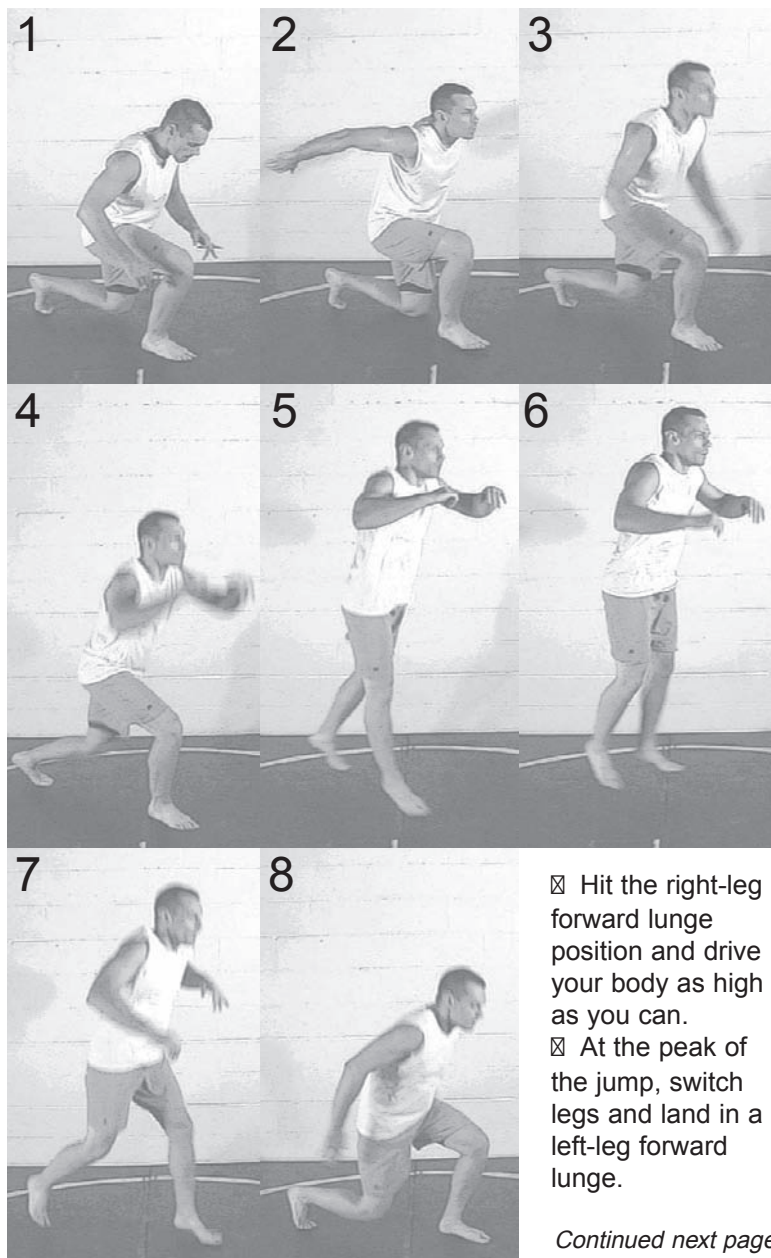 1
2
3
4
5
6
7
8
☒ Hit the right-leg
forward lunge
position and drive
your body as high
as you can.
☒ At the peak of
the jump, switch
legs and land in a
left-leg forward
lunge.
Continued next page